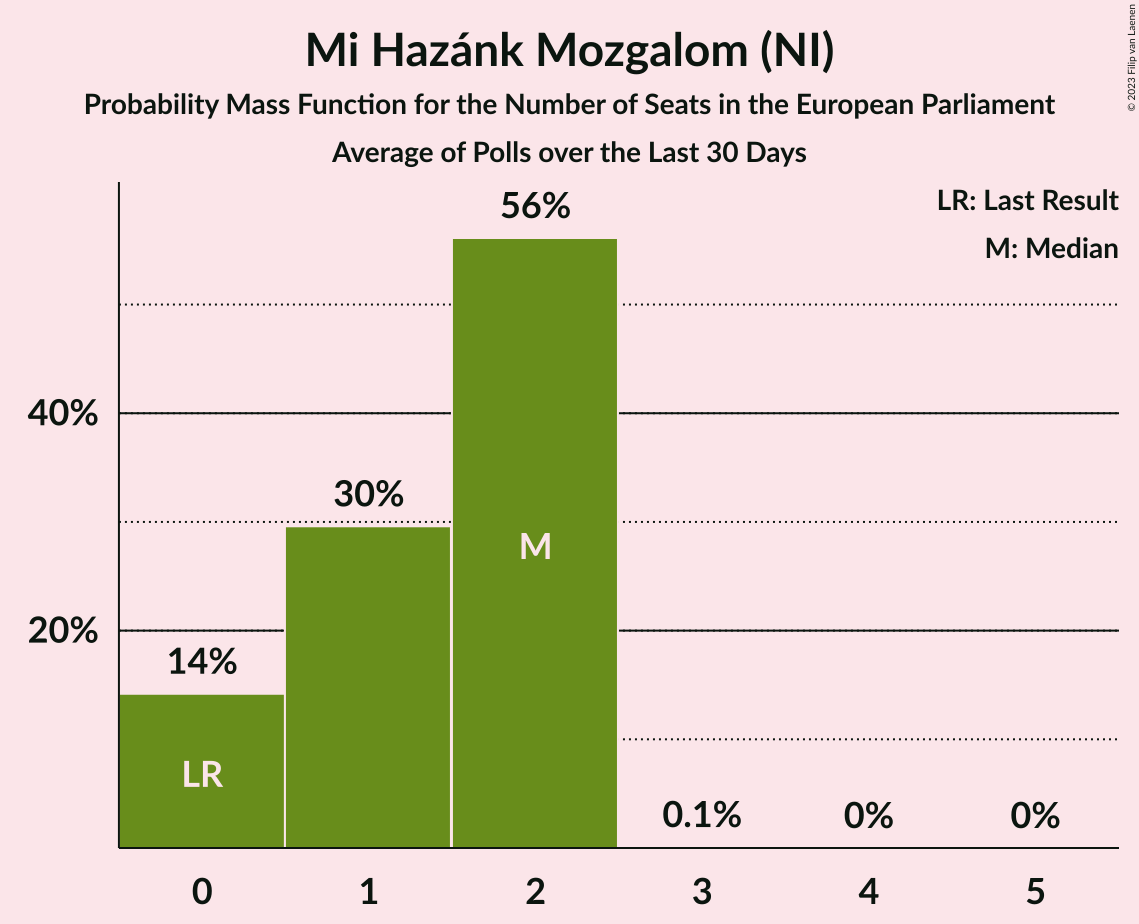 Mi Hazánk Mozgalom (NI)
Probability Mass Function for the Number of Seats in the European Parliament
Average of Polls over the Last 30 Days
© 2023 Filip van Laenen
LR: Last Result
M: Median
56%
40%
30%
M
20%
14%
LR
0.1%
0%
0%
0 1 2 3 4 5